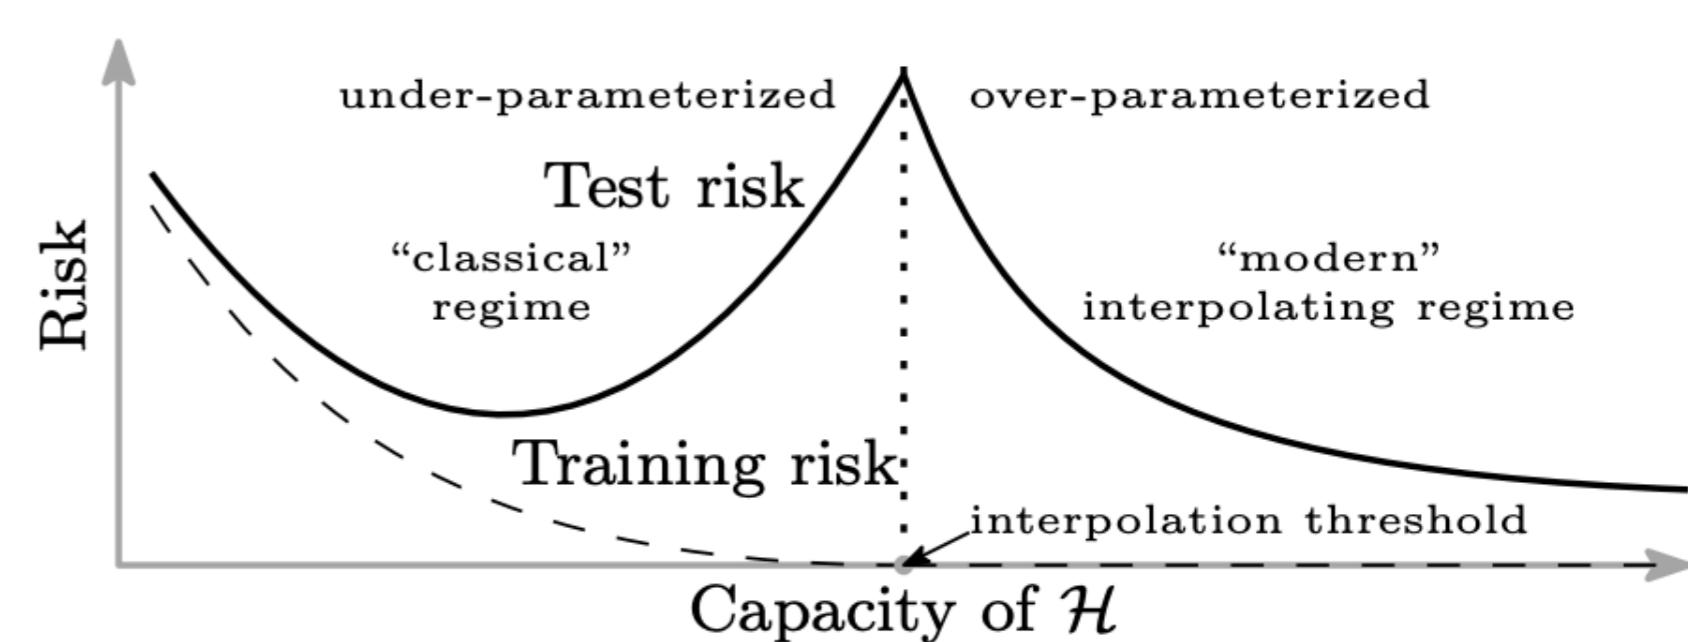 under-parameterized
over-parameterized
Test risk
“classical”
regime
“modern”
interpolating regime
Risk
Training risk
interpolation threshold
Capacity of ℋ